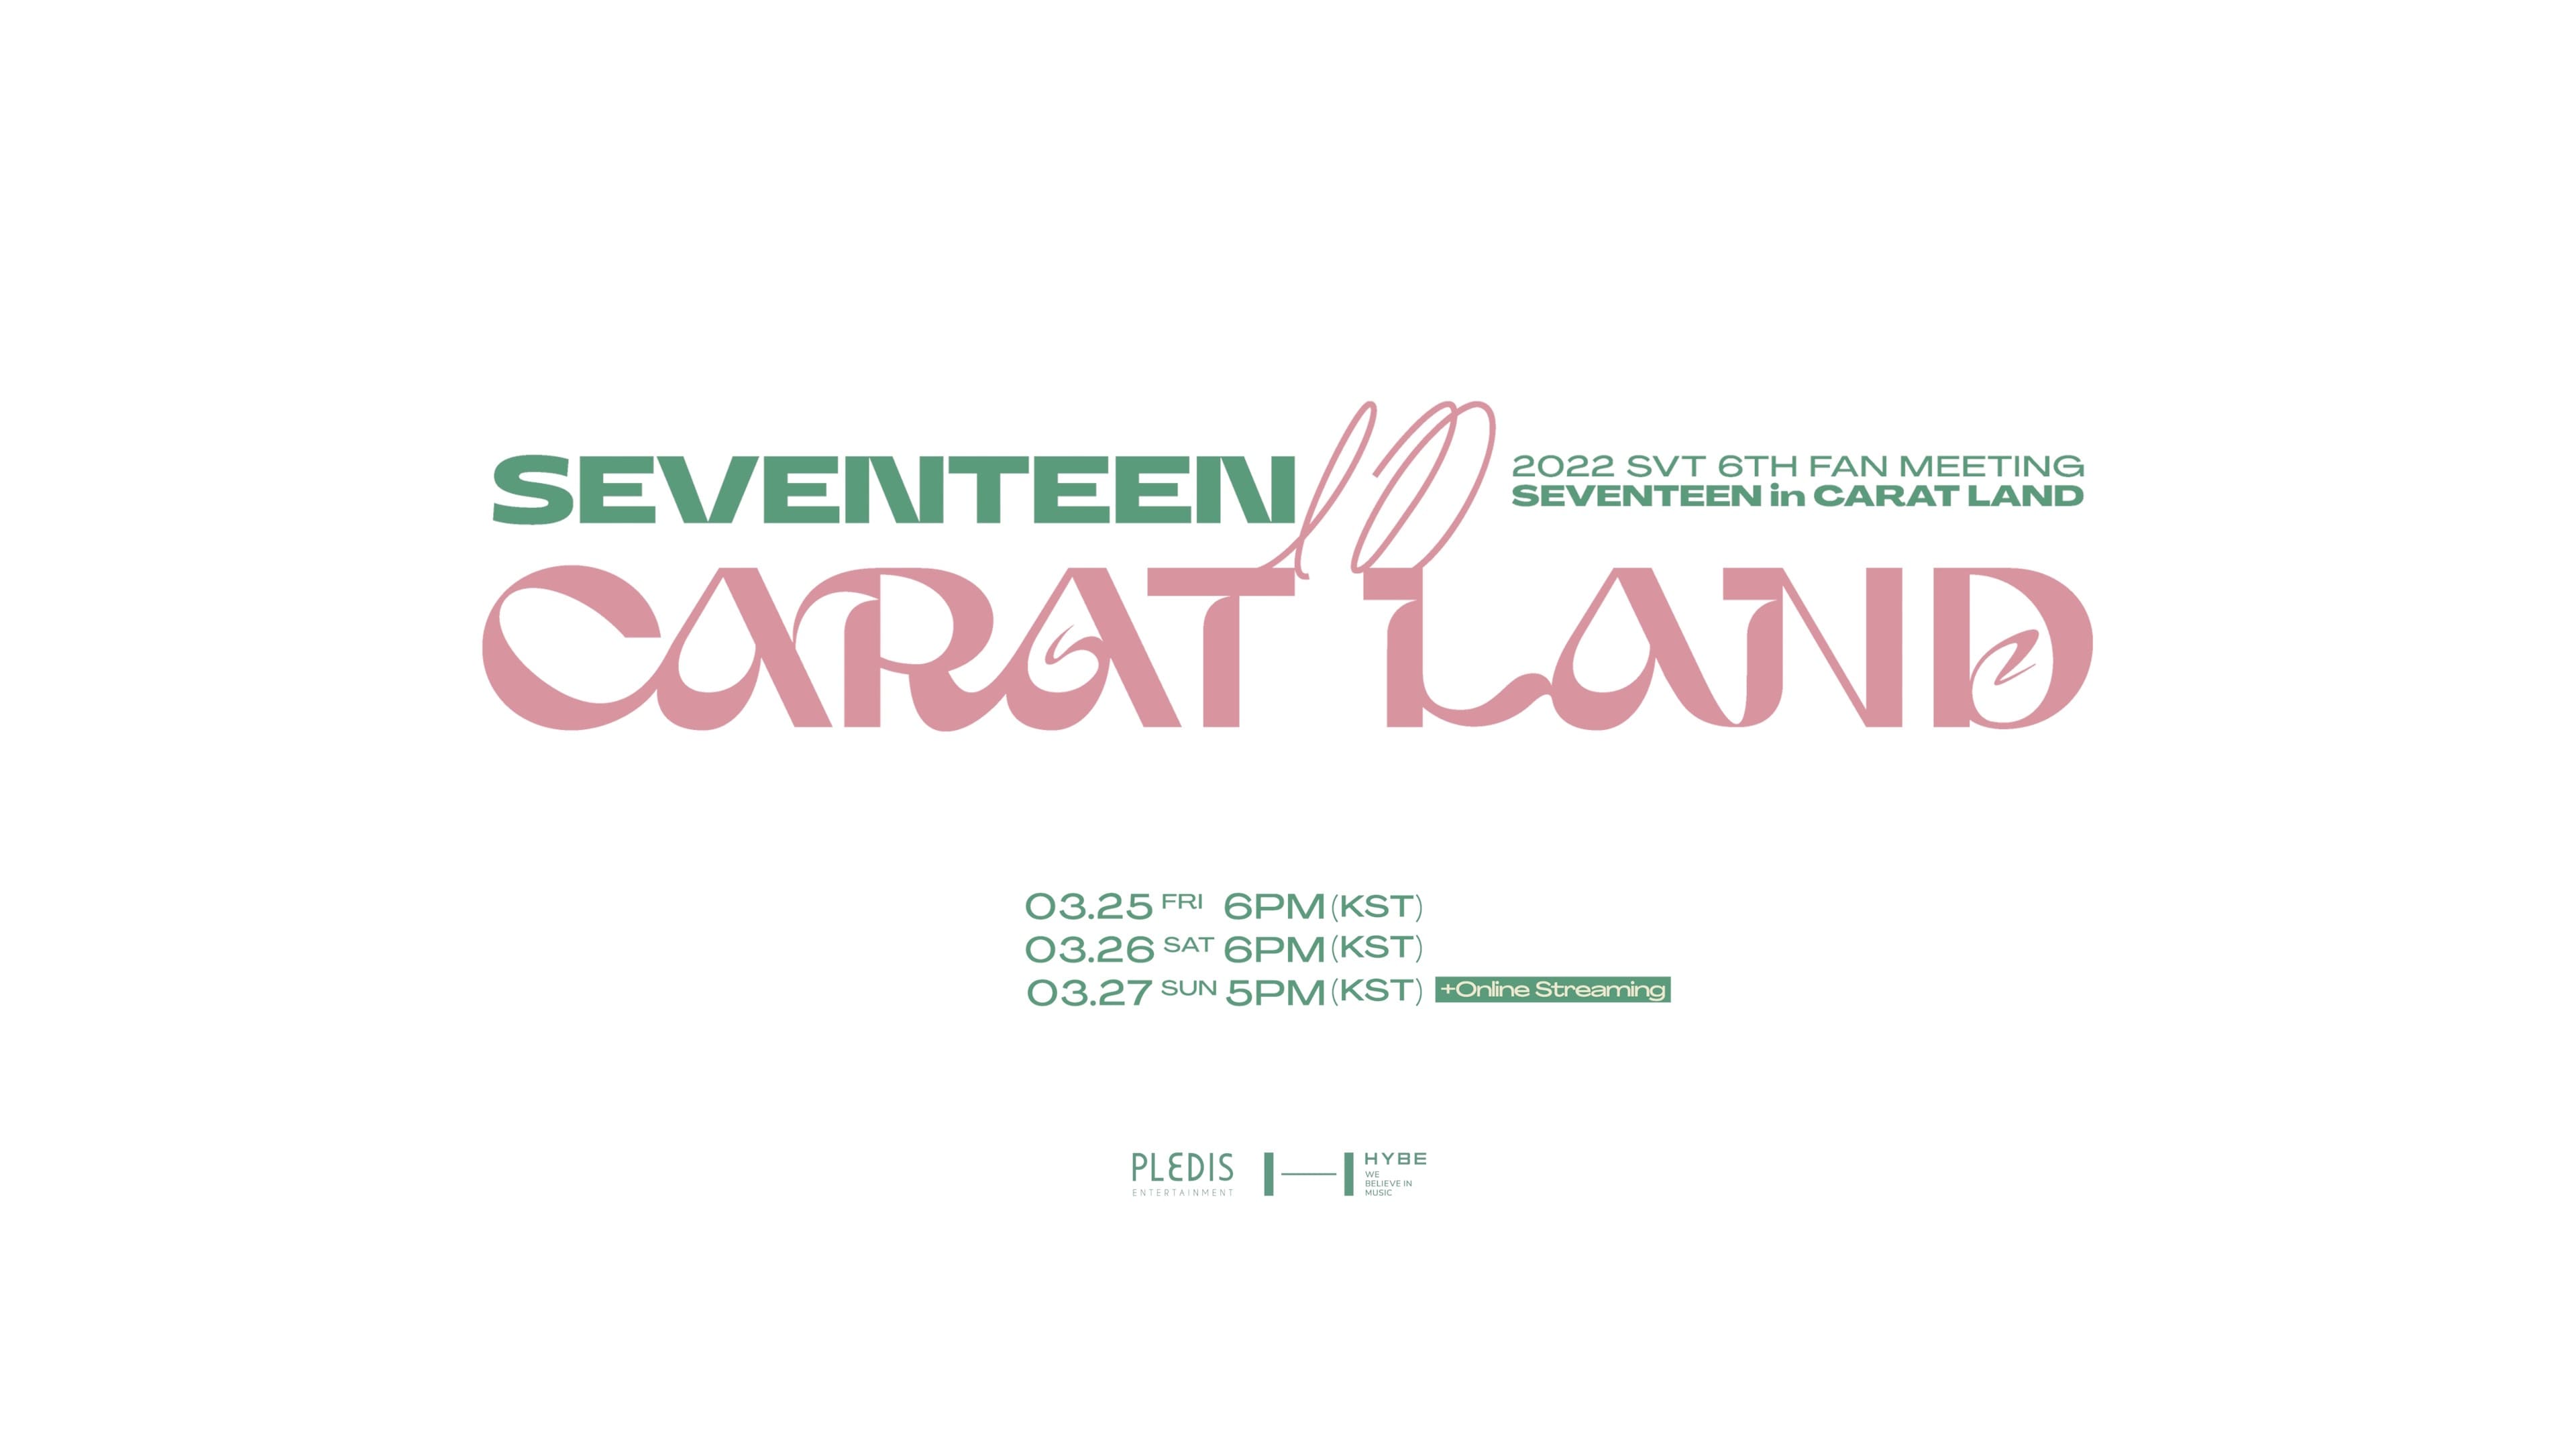 SEVENTEEN in
2022 SVT 6TH FAN MEETING
SEVENTEEN in CARAT LAND
CARAT LAND
03.25 FRI 6PM (KST)
03.26 SAT 6PM (KST)
03.27 SUN 5PM (KST) +Online Streaming
PLEDIS
ENTERTAINMENT
HYBE
WE
BELIEVE IN
MUSIC